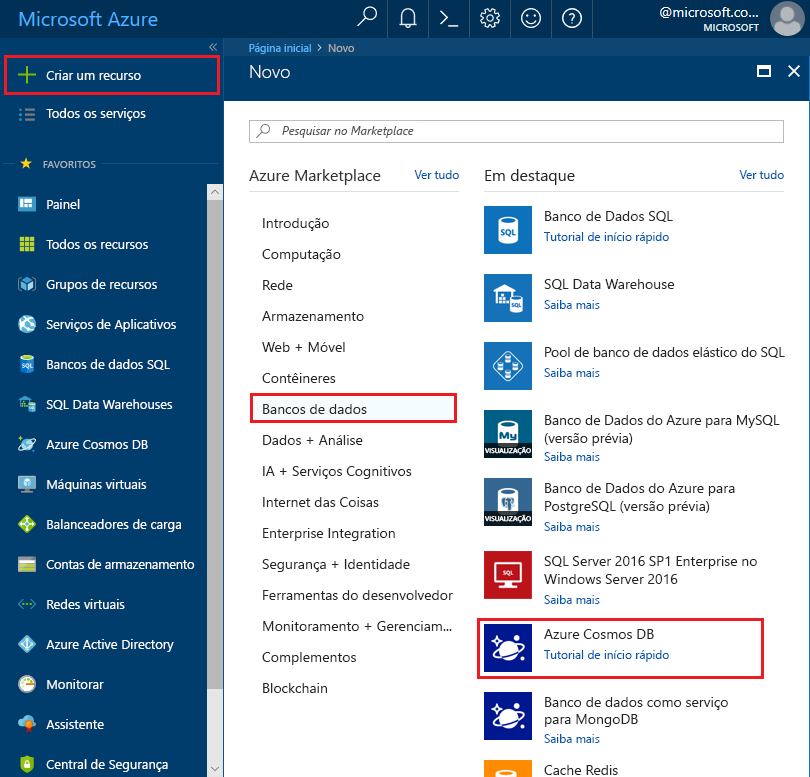 Microsoft Azure
@microsoft.co...
MICROSOFT
Criar um recurso
Todos os serviços
FAVORITOS
Painel
Todos os recursos
Grupos de recursos
Serviços de Aplicativos
Bancos de dados SQL
SQL Data Warehouses
Azure Cosmos DB
Máquinas virtuais
Balanceadores de carga
Contas de armazenamento
Redes virtuais
Azure Active Directory
Monitorar
Assistente
Central de Segurança
Página inicial > Novo
Novo
Pesquisar no Marketplace
Azure Marketplace
Ver tudo
Introdução
Computação
Rede
Armazenamento
Web + Móvel
Contêineres
Bancos de dados
Dados + Análise
IA + Serviços Cognitivos
Internet das Coisas
Enterprise Integration
Segurança + Identidade
Ferramentas do desenvolvedor
Monitoramento + Gerenciam...
Complementos
Blockchain
Em destaque
Ver tudo
SQL
Banco de Dados SQL
Tutorial de início rápido
SQL
SQL Data Warehouse
Saiba mais
Pool de banco de dados elástico do SQL
Saiba mais
My
VISUALIZAÇÃO
Banco de Dados do Azure para MySQL
(versão prévia)
Saiba mais
VISUALIZAÇÃO
Banco de Dados do Azure para
PostgreSQL (versão prévia)
Saiba mais
SQL
SQL Server 2016 SP1 Enterprise no
Windows Server 2016
Saiba mais
Azure Cosmos DB
Tutorial de início rápido
Banco de dados como serviço
para MongoDB
Saiba mais
Cache Redis